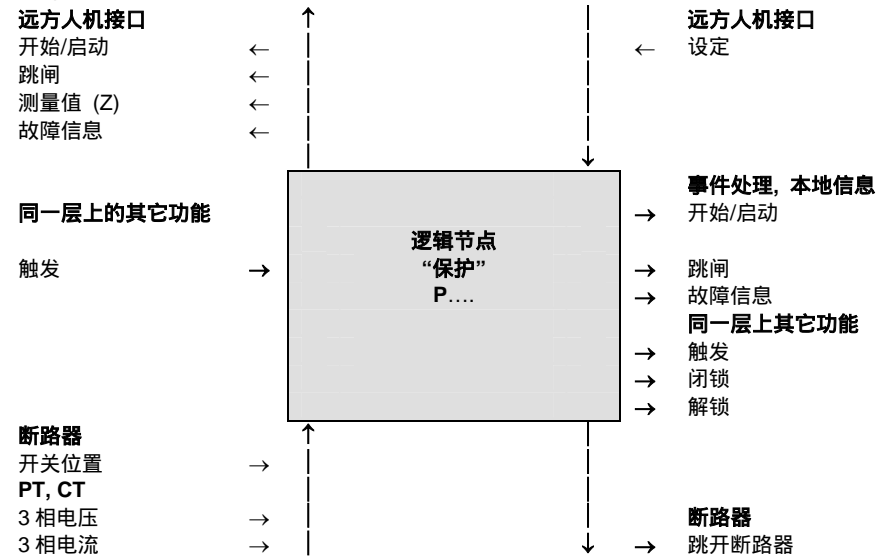 远方人机接口
开始/启动 ←
跳闸 ←
测量值 (Z) ←
故障信息 ←
远方人机接口
← 设定
同一层上的其它功能
触发 →
逻辑节点
“保护”
P….
事件处理, 本地信息
→ 开始/启动
→ 跳闸
→ 故障信息
同一层上其它功能
→ 触发
→ 闭锁
→ 解锁
断路器
开关位置 →
PT, CT
3 相电压 →
3 相电流 →
断路器
→ 跳开断路器